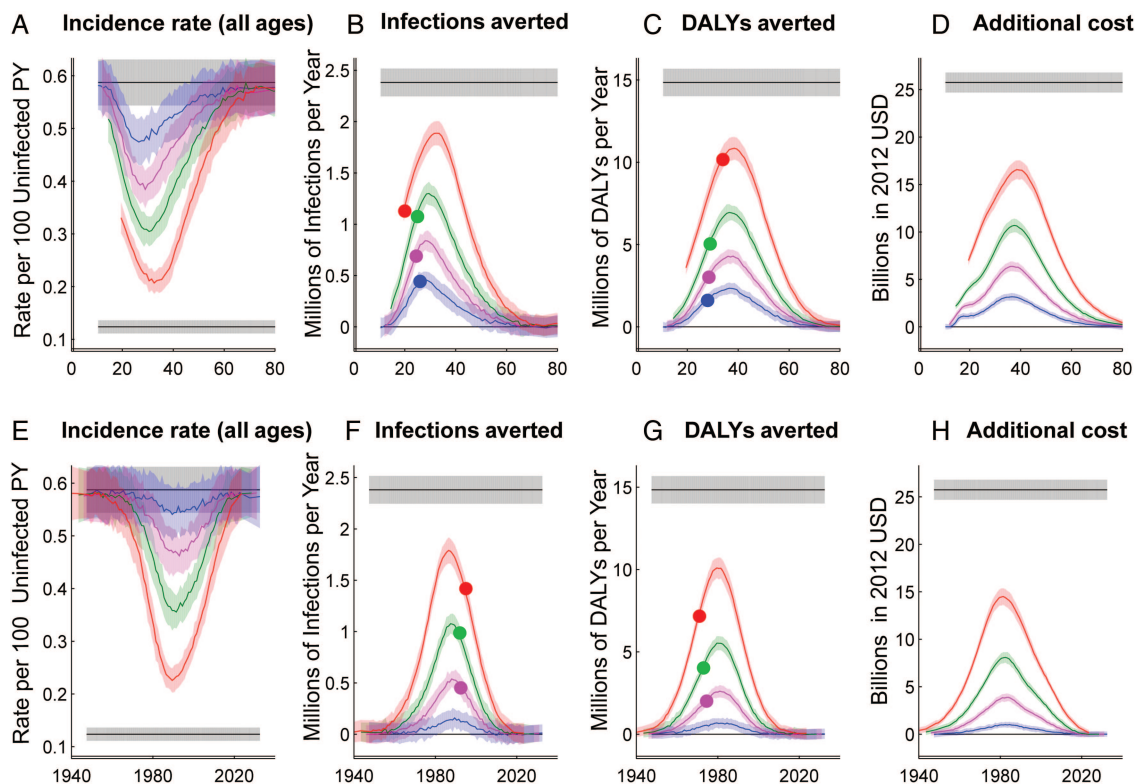 A Incidence rate (all ages)
Rate per 100 Uninfected PY
0.6
0.5
0.4
0.3
0.2
0.1
0 20 40 60 80
B Infections averted
Millions of Infections per Year
2.5
2
1.5
1
0.5
0
0 20 40 60 80
C DALYs averted
Millions of DALYs per Year
15
10
5
0
0 20 40 60 80
D Additional cost
Billions in 2012 USD
25
20
15
10
5
0
0 20 40 60 80
E Incidence rate (all ages)
Rate per 100 Uninfected PY
0.6
0.5
0.4
0.3
0.2
0.1
1940 1980 2020
F Infections averted
Millions of Infections per Year
2.5
2
1.5
1
0.5
0
1940 1980 2020
G DALYs averted
Millions of DALYs per Year
15
10
5
0
1940 1980 2020
H Additional cost
Billions in 2012 USD
25
20
15
10
5
0
1940 1980 2020